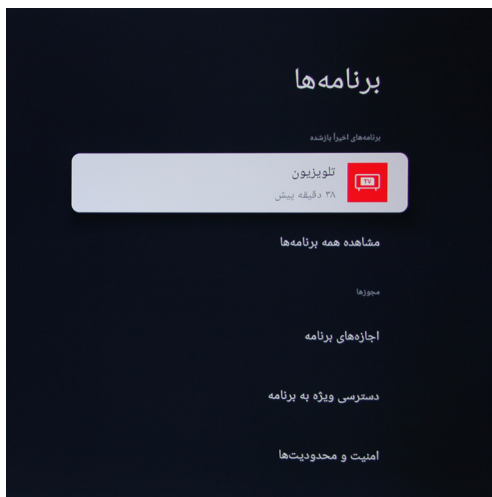 برنامه‌ها
برنامه‌های اخیراً بازشده
تلویزیون
TV
۳۸ دقیقه پیش
مشاهده همه برنامه‌ها
مجوزها
اجازه‌های برنامه
دسترسی ویژه به برنامه
امنیت و محدودیت‌ها